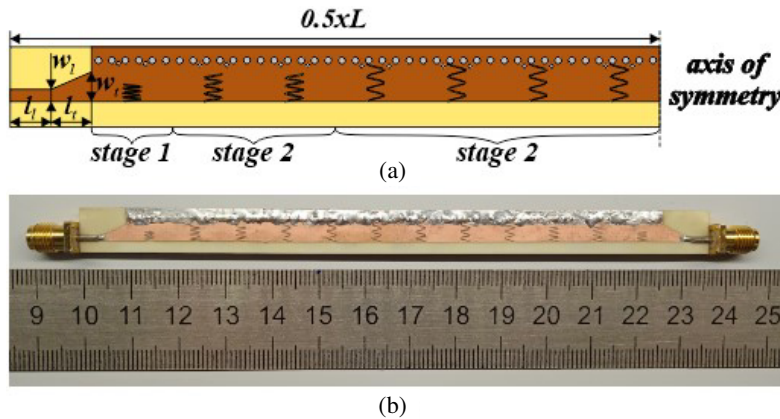 0.5xL
w_l
w_t
axis of
symmetry
l_l
l_t
stage 1
stage 2
stage 2
(a)
9 10 11 12 13 14 15 16 17 18 19 20 21 22 23 24 25
(b)